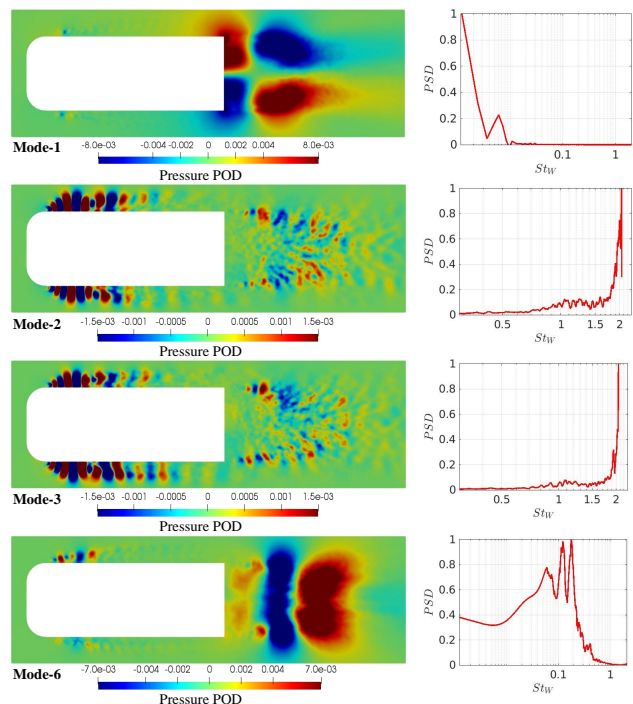 1
0.8
0.6
0.4
0.2
0
PSD
0.1 1
St_W
Mode-1
-8.0e-03 -0.004 -0.002 0 0.002 0.004 8.0e-03
Pressure POD
1
0.8
0.6
0.4
0.2
0
PSD
0.5 1 1.5 2
St_W
Mode-2
-1.5e-03 -0.001 -0.0005 0 0.0005 0.001 1.5e-03
Pressure POD
1
0.8
0.6
0.4
0.2
0
PSD
0.5 1 1.5 2
St_W
Mode-3
-1.5e-03 -0.001 -0.0005 0 0.0005 0.001 1.5e-03
Pressure POD
1
0.8
0.6
0.4
0.2
0
PSD
0.1 1
St_W
Mode-6
-7.0e-03 -0.004 -0.002 0 0.002 0.004 7.0e-03
Pressure POD